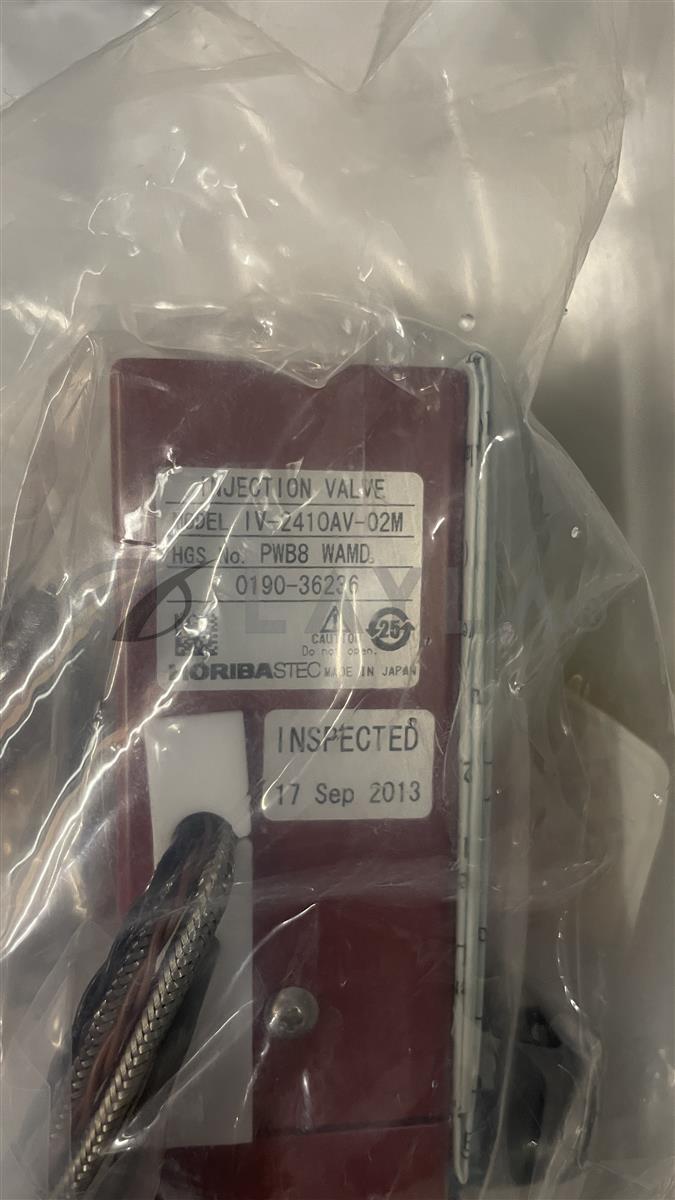 INJECTION VALVE
MODEL IV-2410AV-02M
HGS No. PWB8 WAMD
0190-36236
CAUTION
Do not open.
25
HORIBASTEC MADE IN JAPAN
INSPECTED
17 Sep 2013